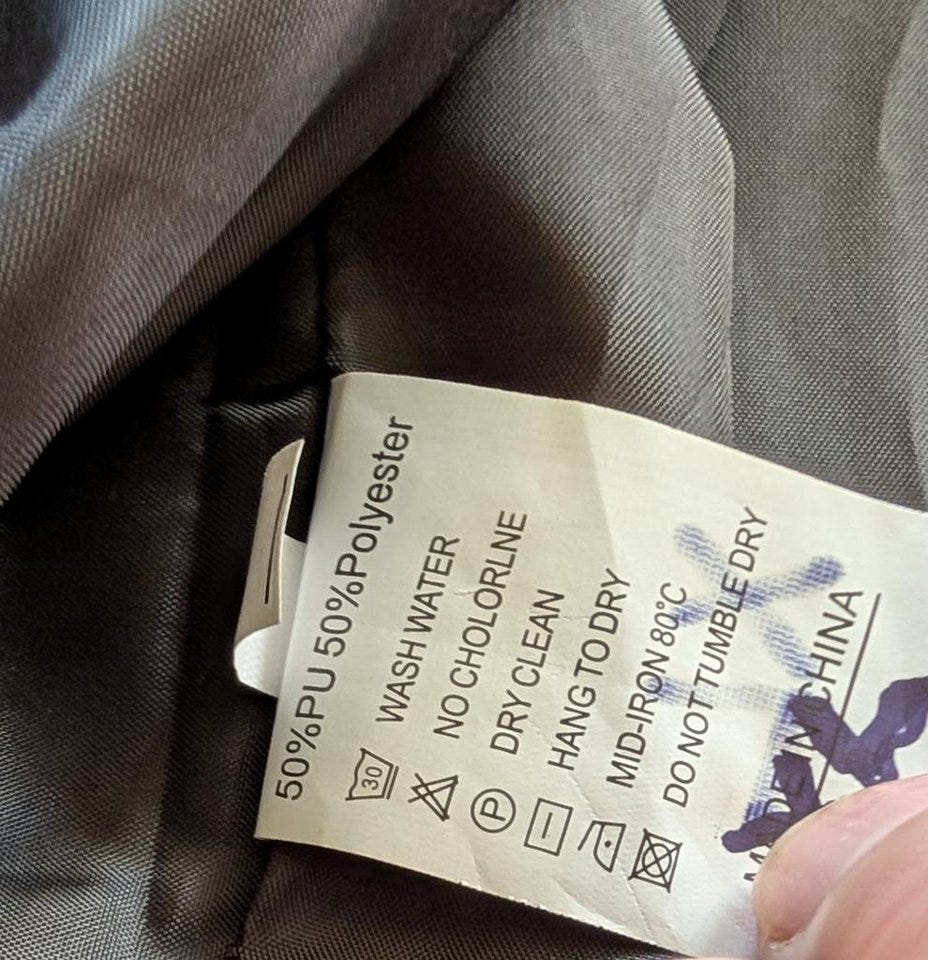 50%PU 50%Polyester
30 WASH WATER
NO CHOLORLNE
P DRY CLEAN
HANG TO DRY
MID-IRON 80°C
DO NOT TUMBLE DRY
MADE IN CHINA